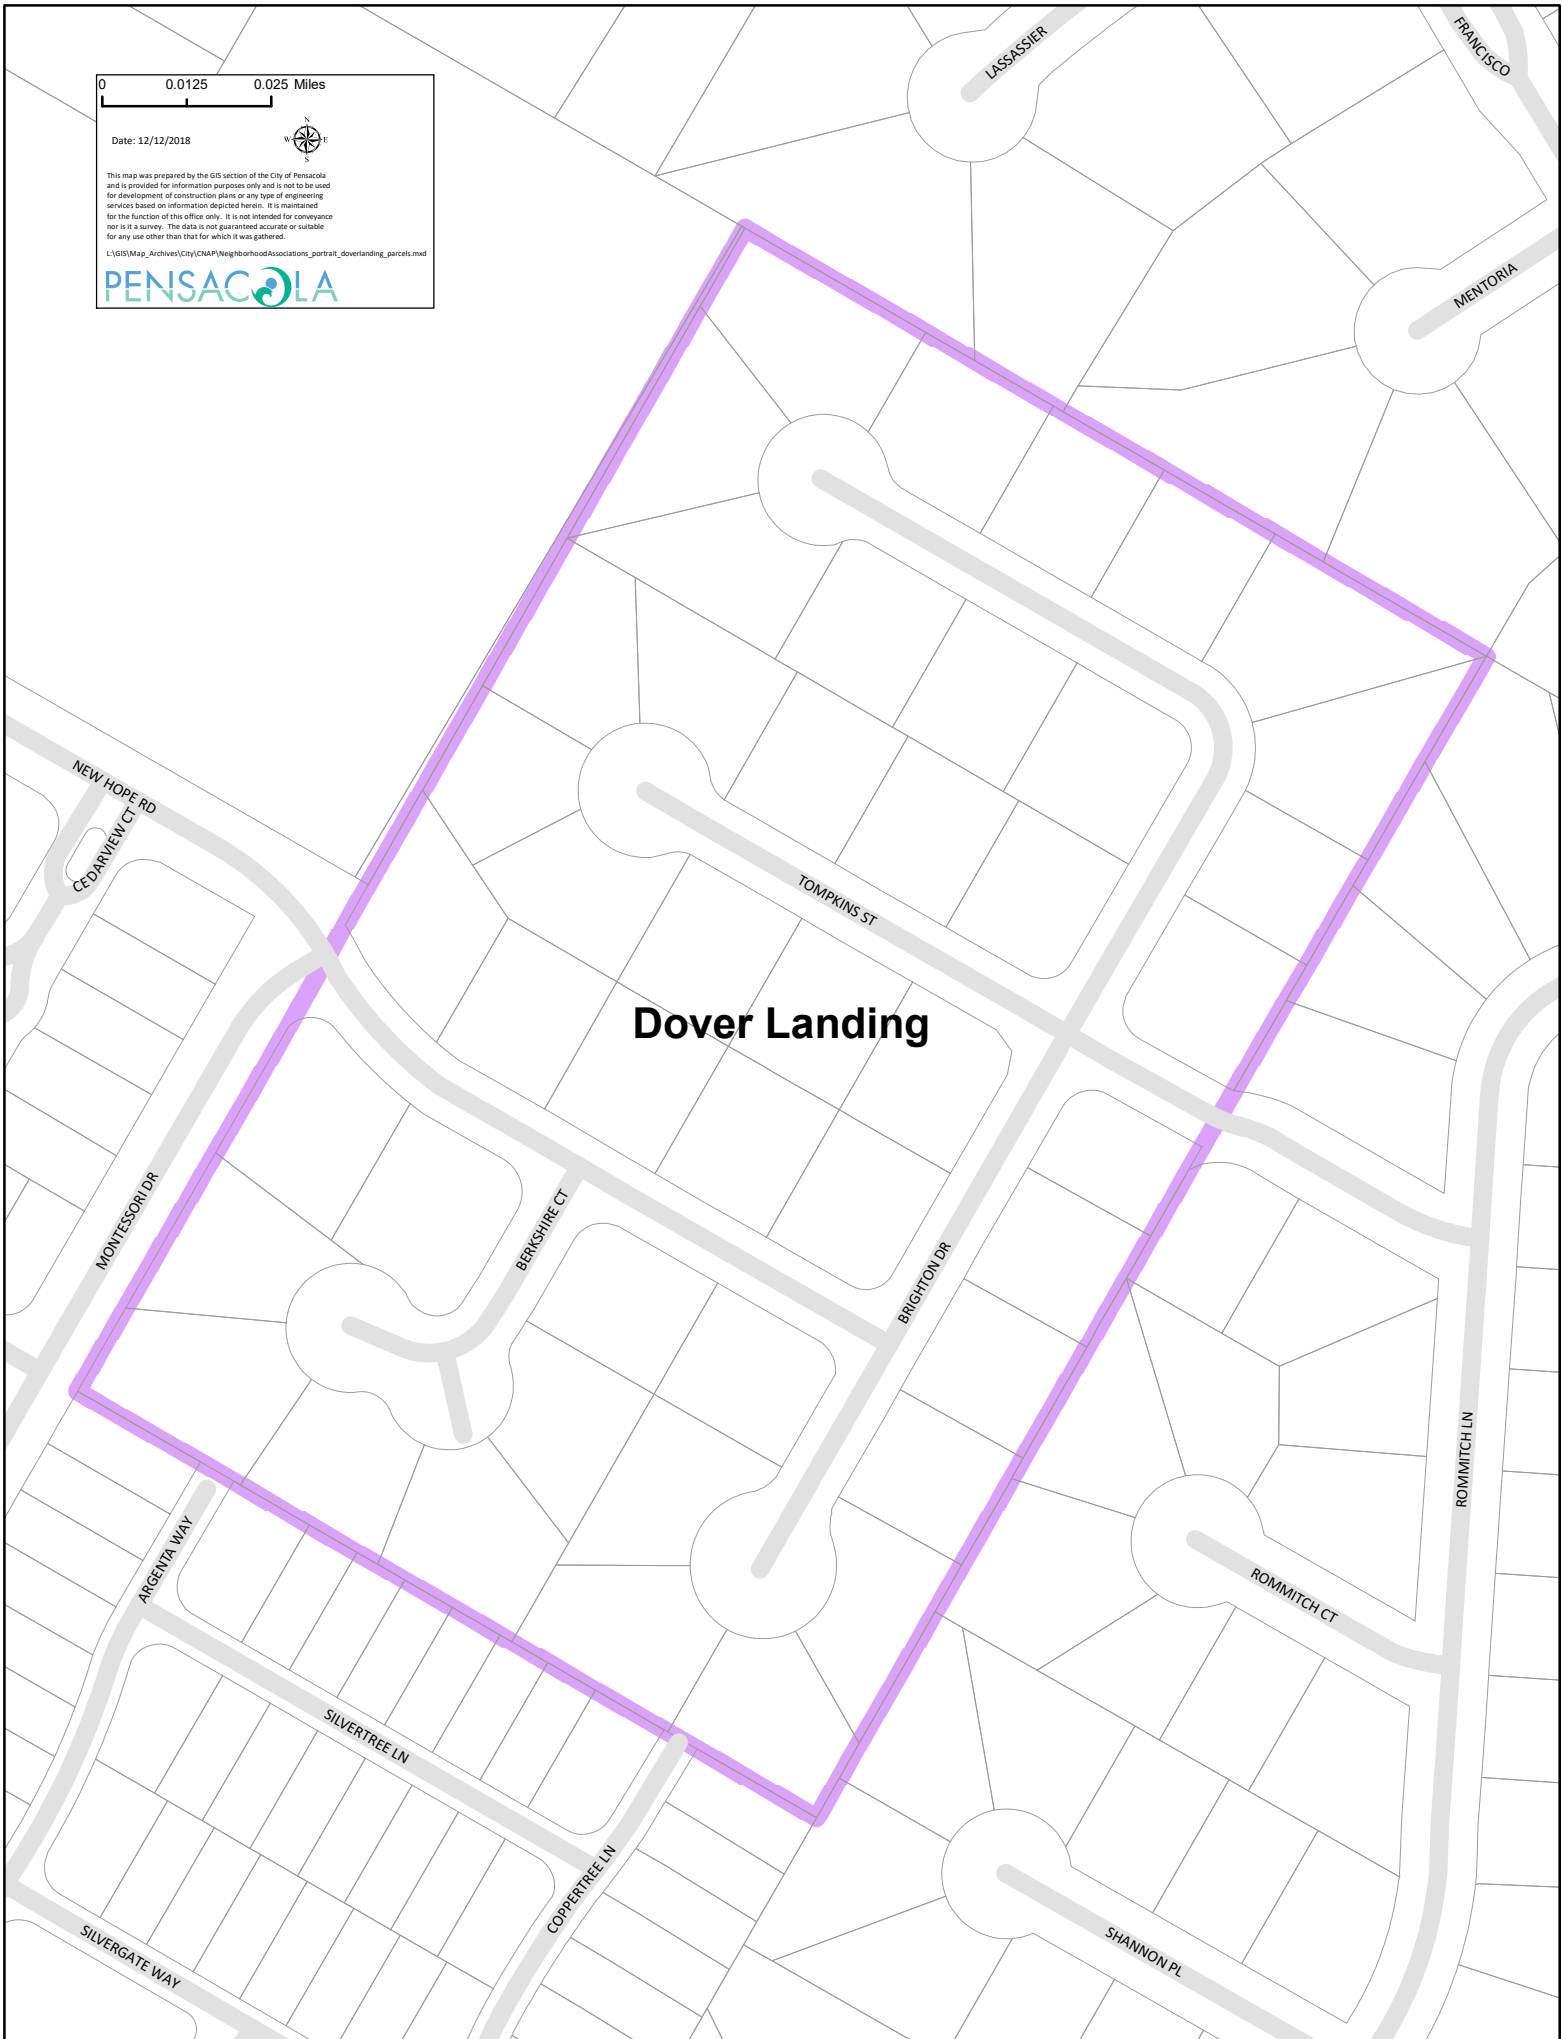 0 0.0125 0.025 Miles
Date: 12/12/2018
N
W E
S
This map was prepared by the GIS section of the City of Pensacola
and is provided for information purposes only and is not to be used
for development of construction plans or any type of engineering
services based on information depicted herein. It is maintained
for the function of this office only. It is not intended for conveyance
nor is it a survey. The data is not guaranteed accurate or suitable
for any use other than that for which it was gathered.
L:\GIS\Map_Archives\City\CNAP\NeighborhoodAssociations_portrait_doverlanding_parcels.mxd
PENSACOLA
LASSASSIER
FRANCISCO
MENTORIA
NEW HOPE RD
CEDARVIEW CT
TOMPKINS ST
Dover Landing
MONTESSORI DR
BERKSHIRE CT
BRIGHTON DR
ROMMITCH LN
ARGENTA WAY
ROMMITCH CT
SILVERTREE LN
COPPERTREE LN
SILVERGATE WAY
SHANNON PL